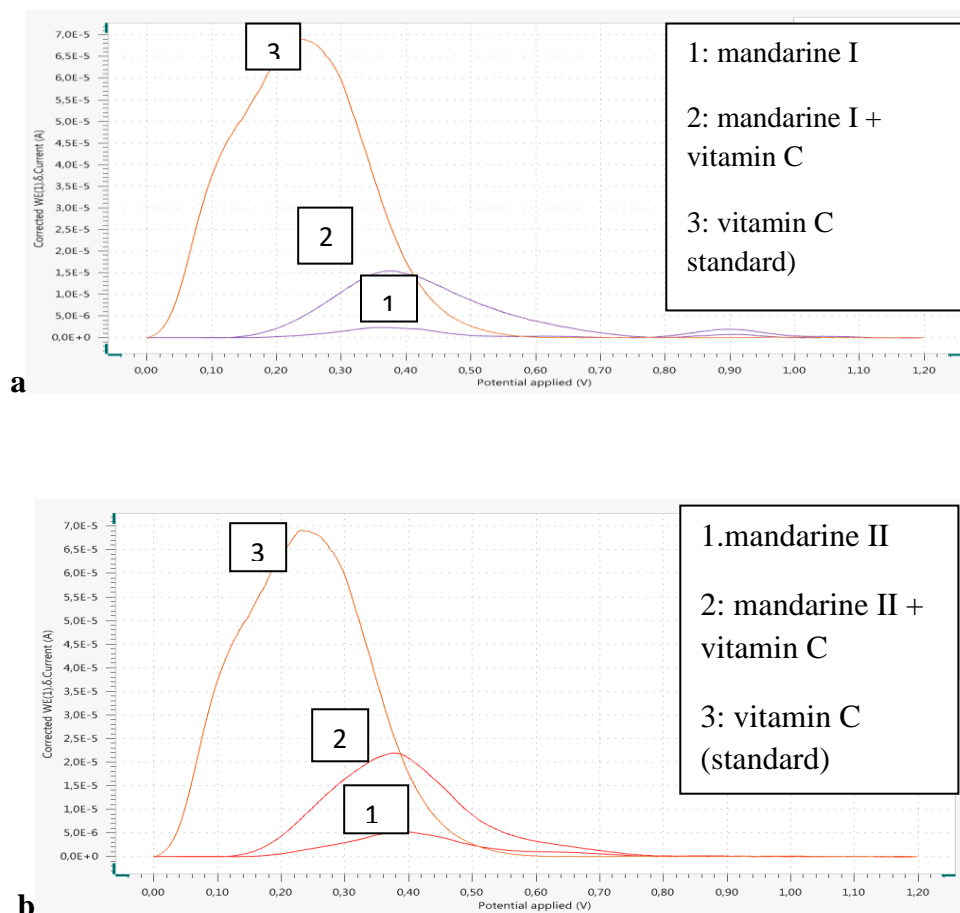 7,0E-5
6,5E-5
6,0E-5
5,5E-5
5,0E-5
4,5E-5
4,0E-5
3,5E-5
3,0E-5
2,5E-5
2,0E-5
1,5E-5
1,0E-5
5,0E-6
0,0E+0
Corrected WE(1).δ.Current (A)
3
2
1
0,00 0,10 0,20 0,30 0,40 0,50 0,60 0,70 0,80 0,90 1,00 1,10 1,20
Potential applied (V)
1: mandarine I
2: mandarine I +
vitamin C
3: vitamin C
standard)
a
7,0E-5
6,5E-5
6,0E-5
5,5E-5
5,0E-5
4,5E-5
4,0E-5
3,5E-5
3,0E-5
2,5E-5
2,0E-5
1,5E-5
1,0E-5
5,0E-6
0,0E+0
Corrected WE(1).δ.Current (A)
3
2
1
0,00 0,10 0,20 0,30 0,40 0,50 0,60 0,70 0,80 0,90 1,00 1,10 1,20
Potential applied (V)
1.mandarine II
2: mandarine II +
vitamin C
3: vitamin C
(standard)
b